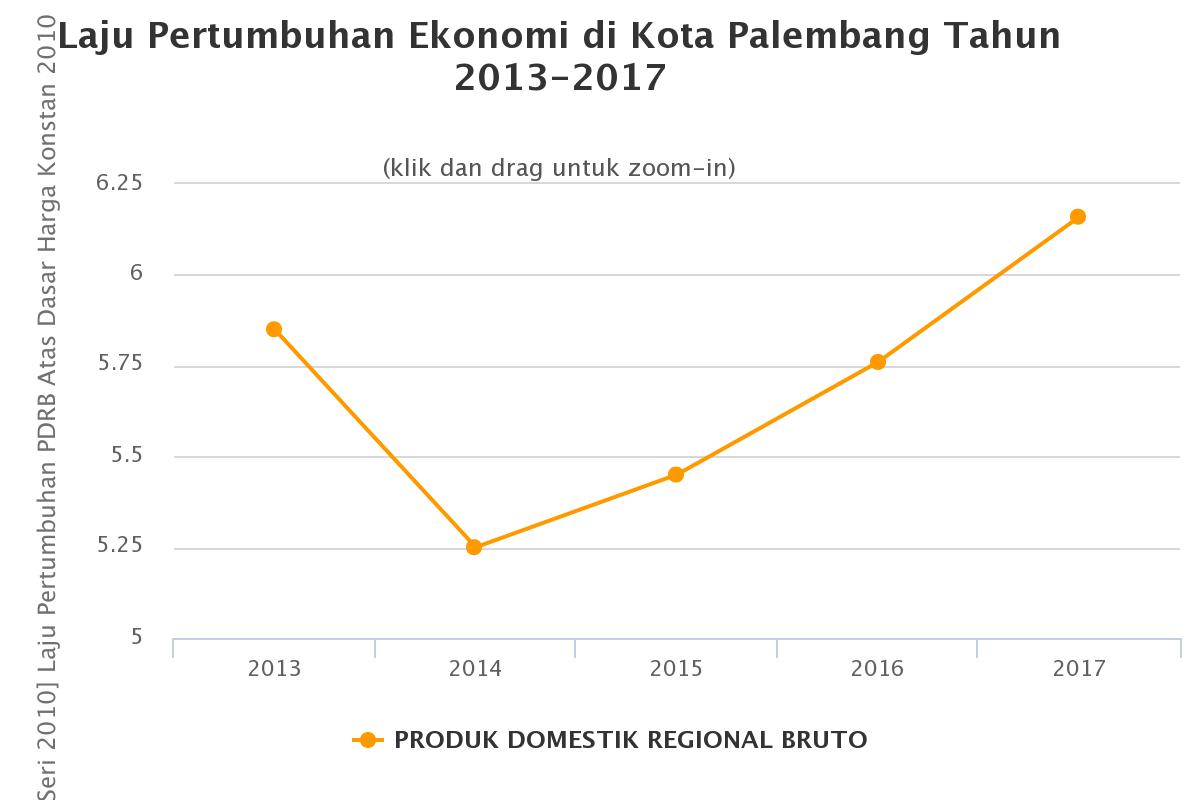 Laju Pertumbuhan Ekonomi di Kota Palembang Tahun
2013-2017
(klik dan drag untuk zoom-in)
Seri 2010] Laju Pertumbuhan PDRB Atas Dasar Harga Konstan 2010
6.25
6
5.75
5.5
5.25
5
2013 2014 2015 2016 2017
PRODUK DOMESTIK REGIONAL BRUTO